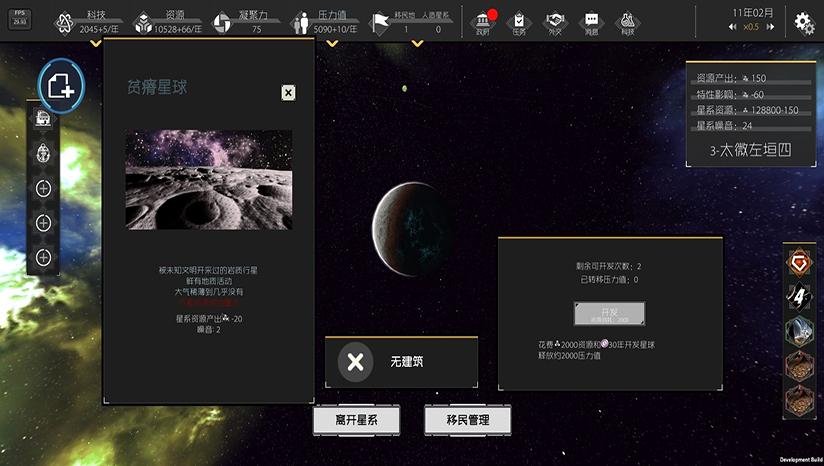 FPS
29.93
科技
2045+5/年
资源
10528+66/年
凝聚力
75
压力值
5090+10/年
移民地
1
人造星系
0
政府
任务
外交
消息
科技
11年02月
×0.5
贫瘠星球
被未知文明开采过的岩质行星
鲜有地质活动
大气稀薄到几乎没有
星系资源产出 -20
噪音: 2
资源产出: 150
特性影响: -60
星系资源: 128800-150
星系噪音: 24
3-太微左垣四
剩余可开发次数: 2
已转移压力值: 0
开发
花费 2000资源和 30年开发星球
释放约2000压力值
无建筑
离开星系
移民管理
Development Build